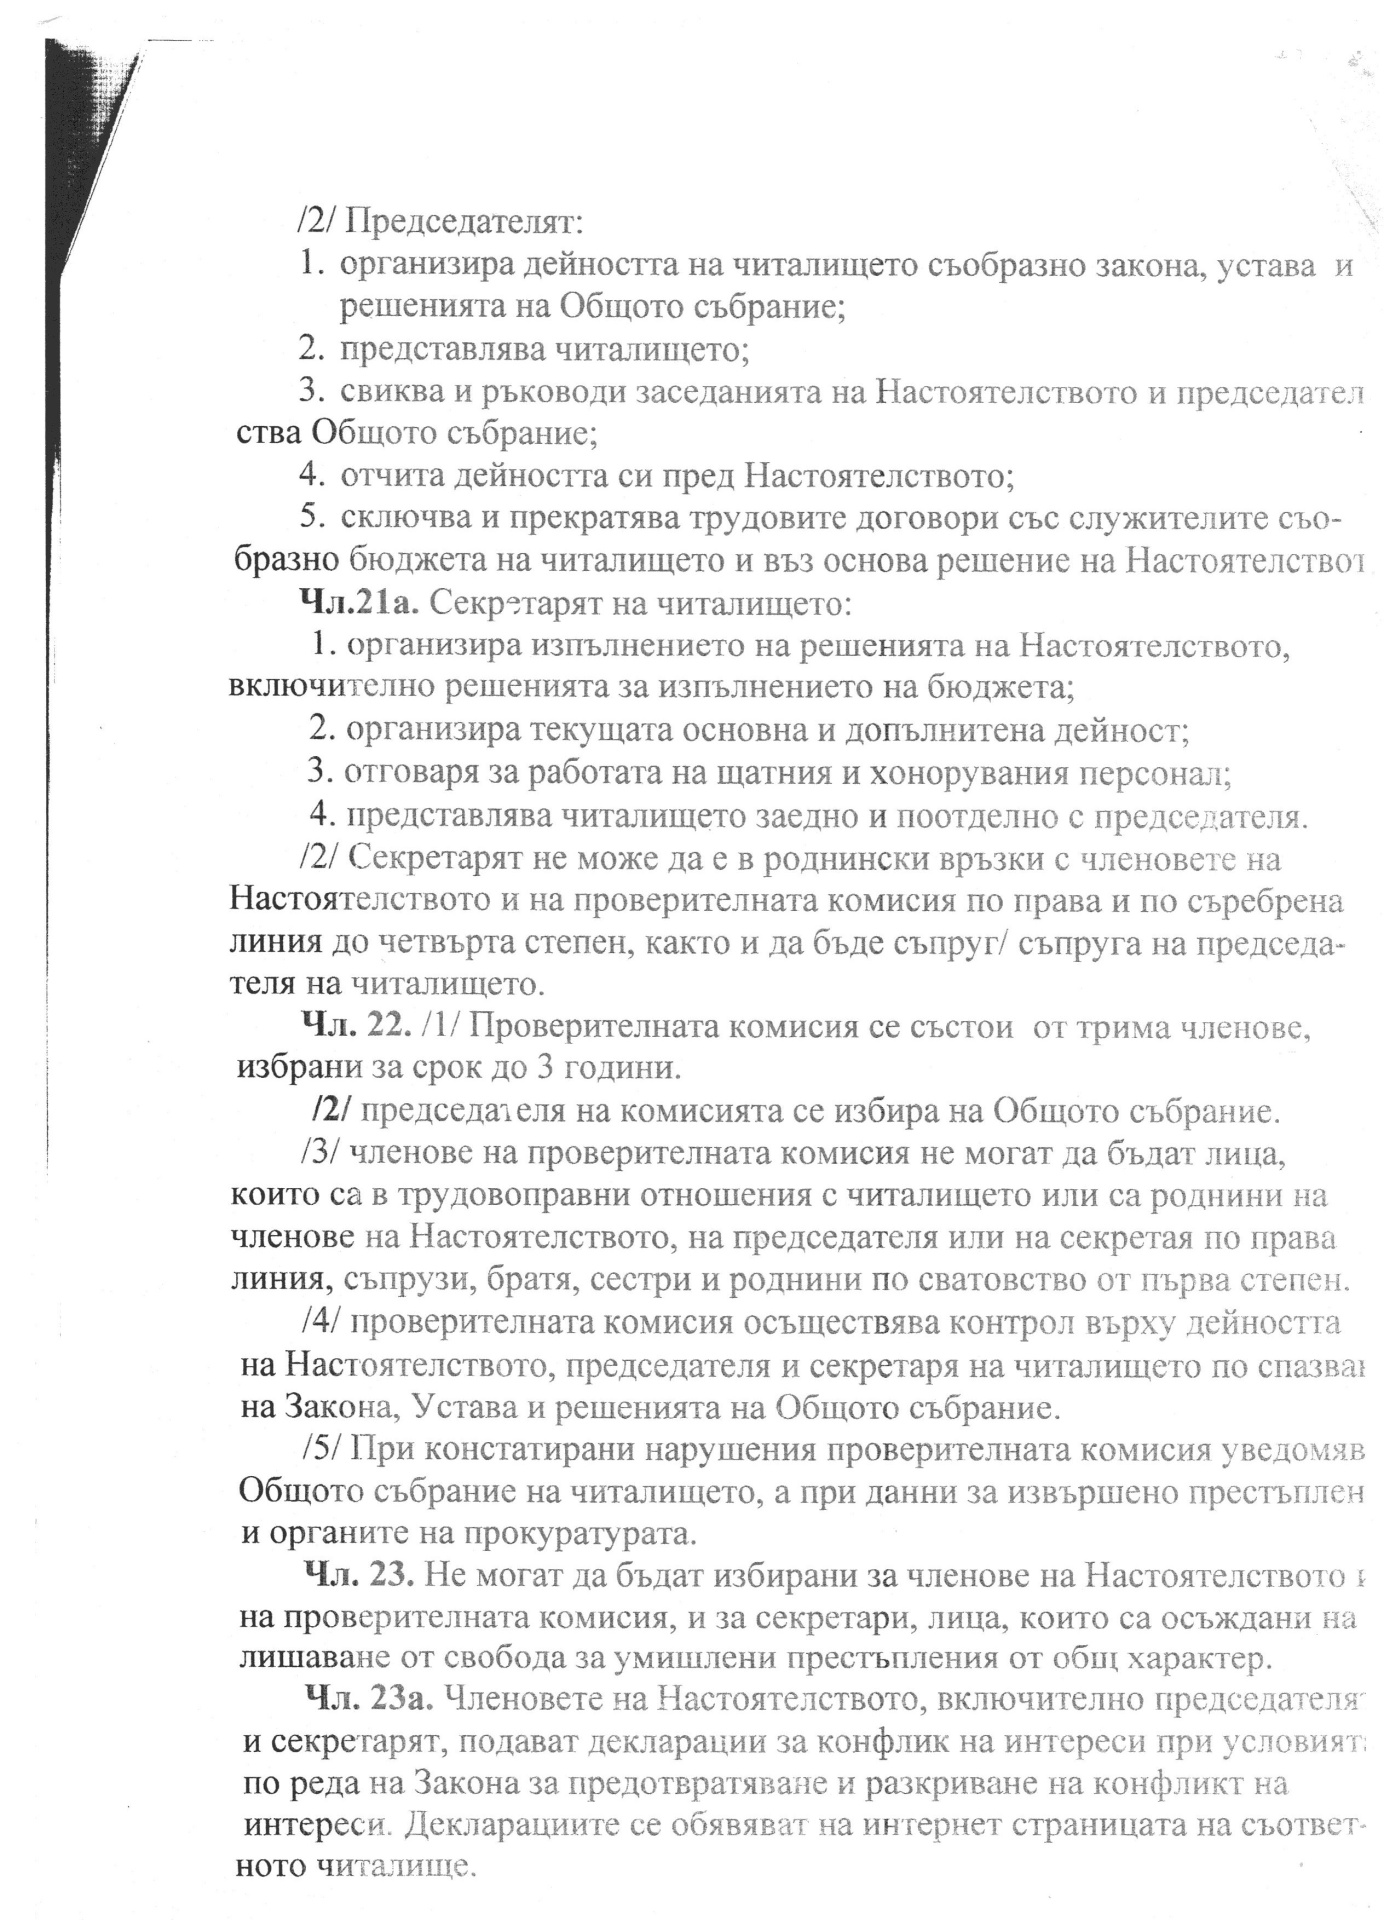 /2/ Председателят:
1. организира дейността на читалището съобразно закона, устава и
решенията на Общото събрание;
2. представлява читалището;
3. свиква и ръководи заседанията на Настоятелството и председател
ства Общото събрание;
4. отчита дейността си пред Настоятелството;
5. сключва и прекратява трудовите договори със служителите съо-
бразно бюджета на читалището и въз основа решение на
Чл.21а. Секретарят на читалището:
1. организира изпълнението на решенията на Настоятелството,
включително решенията за изпълнението на бюджета;
2. организира текущата основна и допълнитена дейност;
3. отговаря за работата на щатния и хонорувания персонал;
4. представлява читалището заедно и поотделно с председателя.
/2/ Секретарят не може да е в роднински връзки с членовете на
Настоятелството и на проверителната комисия по права и по съребрена
линия до четвърта степен, както и да бъде съпруг/ съпруга на председа-
теля на читалището.
Чл. 22. /1/ Проверителната комисия се състои от трима членове,
избрани за срок до 3 години.
/2/ председателя на комисията се избира на Общото събрание.
/3/ членове на проверителната комисия не могат да бъдат лица,
които са в трудовоправни отношения с читалището или са роднини на
членове на Настоятелството, на председателя или на секретая по права
линия, съпрузи, братя, сестри и роднини по сватовство от първа степен.
/4/ проверителната комисия осъществява контрол върху дейността
на Настоятелството, председателя и секретаря на читалището по
на Закона, Устава и решенията на Общото събрание.
/5/ При констатирани нарушения проверителната комисия уведомяв
Общото събрание на читалището, а при данни за извършено престъплен
и органите на прокуратурата.
Чл. 23. Не могат да бъдат избирани за членове на Настоятелството
на проверителната комисия, и за секретари, лица, които са осъждани на
лишаване от свобода за умишлени престъпления от общ характер.
Чл. 23а. Членовете на Настоятелството, включително председателя
и секретарят, подават декларации за конфлик на интереси при
по реда на Закона за предотвратяване и разкриване на конфликт на
интереси. Декларациите се обявяват на интернет страницата на съответ-
ното читалище.